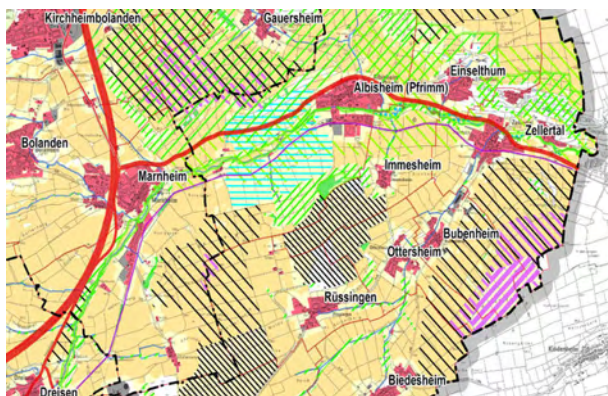 Kirchheimbolanden
Gauersheim
Einselthum
Albisheim (Pfrimm)
Zellertal
Bolanden
Marnheim
Immesheim
Bubenheim
Ottersheim
Rüssingen
Biedesheim
Dreisen